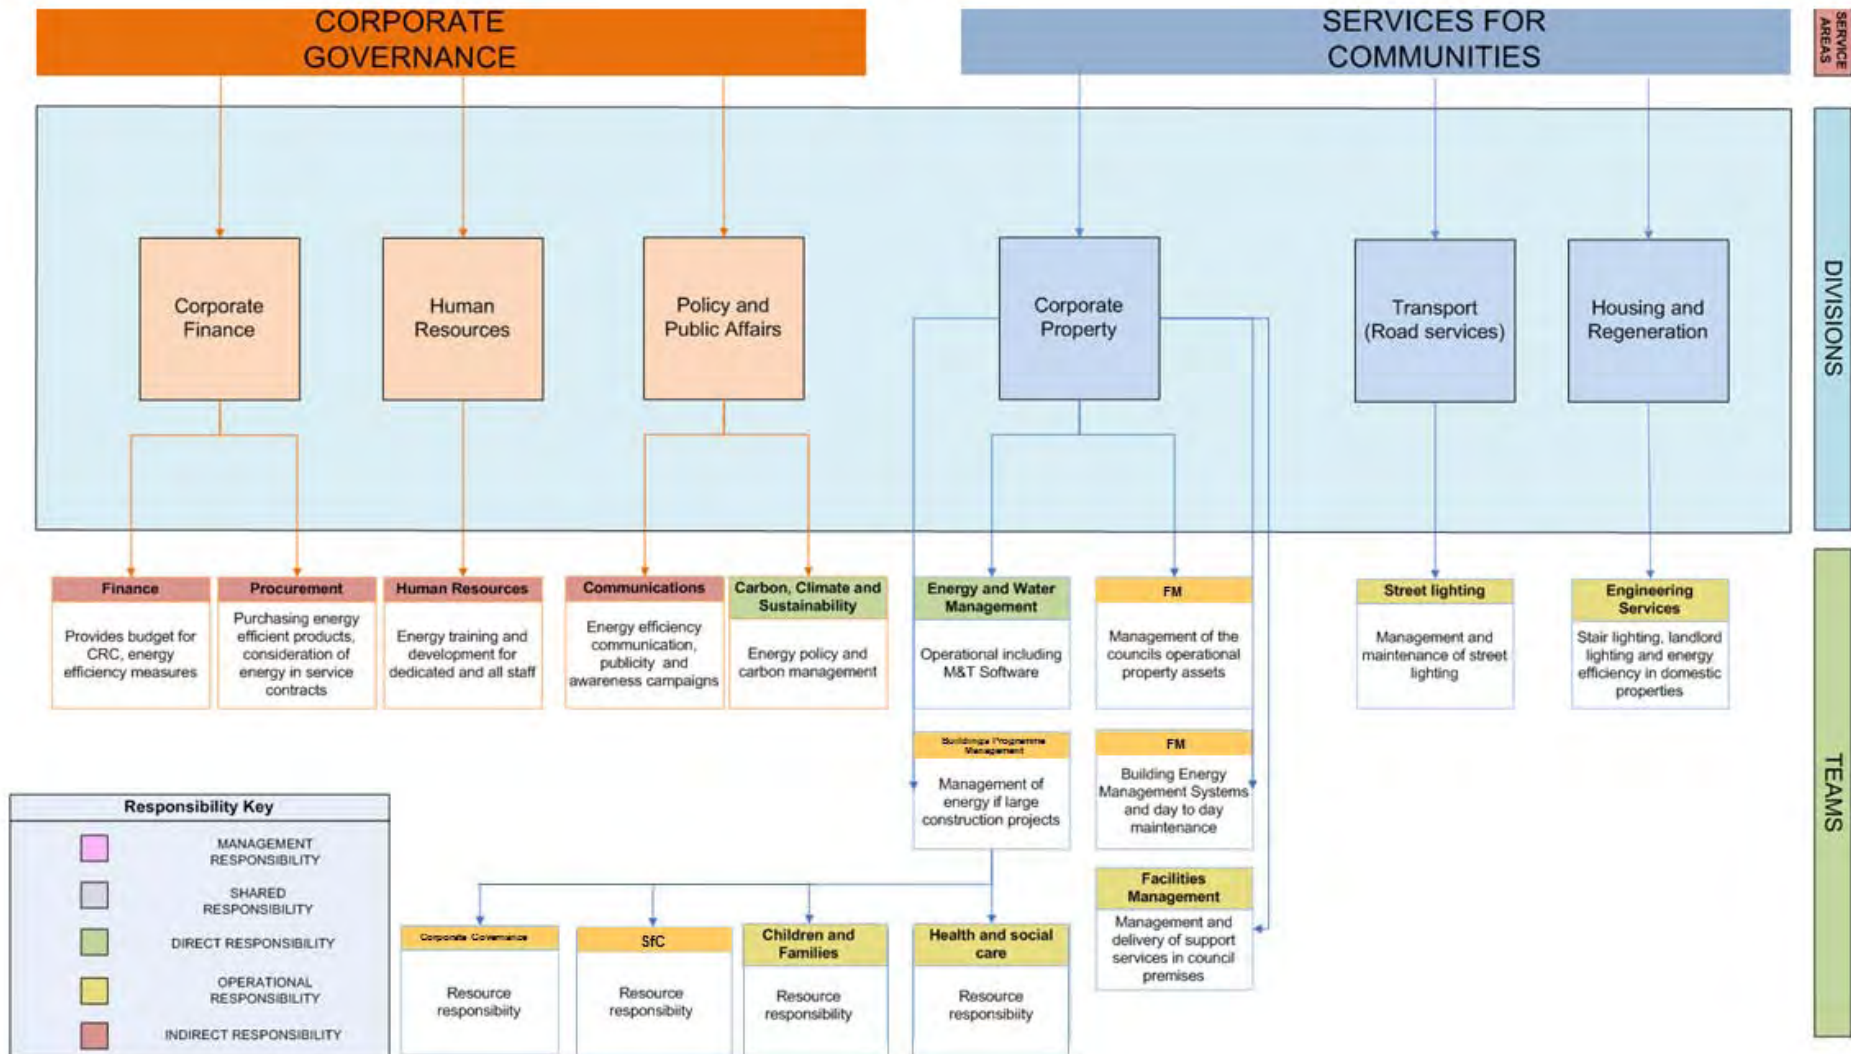 CORPORATE
GOVERNANCE
SERVICES FOR
COMMUNITIES
SERVICE
AREAS
DIVISIONS
Corporate
Finance
Human
Resources
Policy and
Public Affairs
Corporate
Property
Transport
(Road services)
Housing and
Regeneration
TEAMS
Finance
Provides budget for
CRC, energy
efficiency measures
Procurement
Purchasing energy
efficient products,
consideration of
energy in service
contracts
Human Resources
Energy training and
development for
dedicated and all staff
Communications
Energy efficiency
communication,
publicity and
awareness campaigns
Carbon, Climate and
Sustainability
Energy policy and
carbon management
Energy and Water
Management
Operational including
M&T Software
FM
Management of the
councils operational
property assets
Street lighting
Management and
maintenance of street
lighting
Engineering
Services
Stair lighting, landlord
lighting and energy
efficiency in domestic
properties
Buildings Programme
Management
Management of
energy if large
construction projects
FM
Building Energy
Management Systems
and day to day
maintenance
Facilities
Management
Management and
delivery of support
services in council
premises
Corporate Governance
Resource
responsibiity
SfC
Resource
responsibiity
Children and
Families
Resource
responsibility
Health and social
care
Resource
responsibiity
Responsibility Key
MANAGEMENT
RESPONSIBILITY
SHARED
RESPONSIBILITY
DIRECT RESPONSIBILITY
OPERATIONAL
RESPONSIBILITY
INDIRECT RESPONSIBILITY